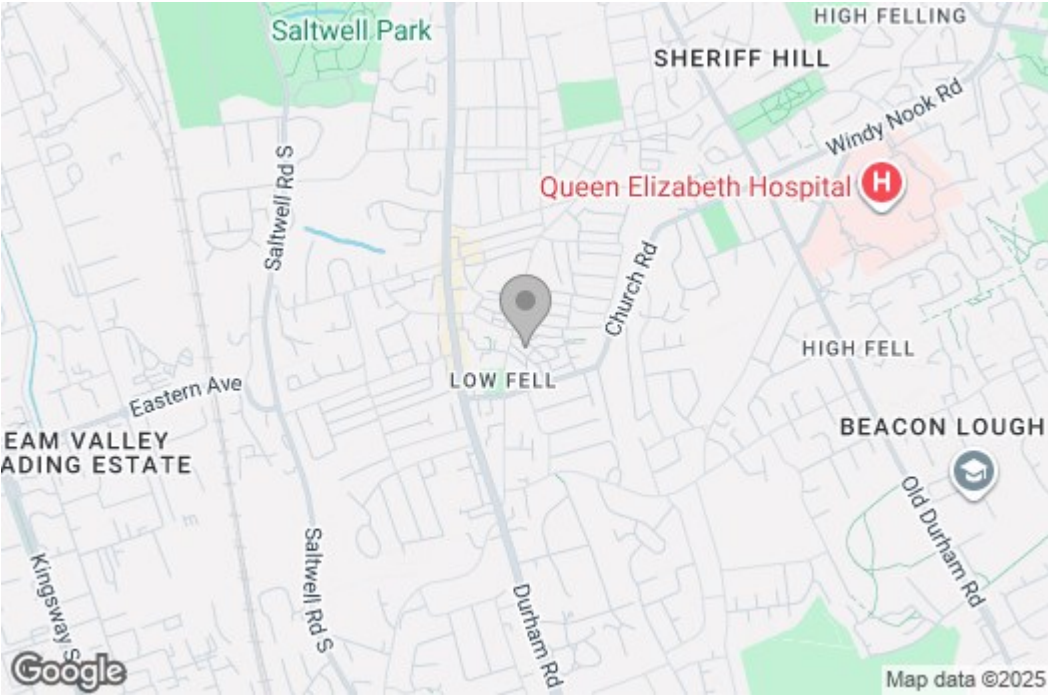 HIGH FELLING
Saltwell Park
SHERIFF HILL
Windy Nook Rd
Queen Elizabeth Hospital
H
Saltwell Rd S
Church Rd
HIGH FELL
LOW FELL
Eastern Ave
BEACON LOUGH
EAM VALLEY
ADING ESTATE
Old Durham Rd
Saltwell Rd S
Kingsway S
Durham Rd
Google
Map data ©2025